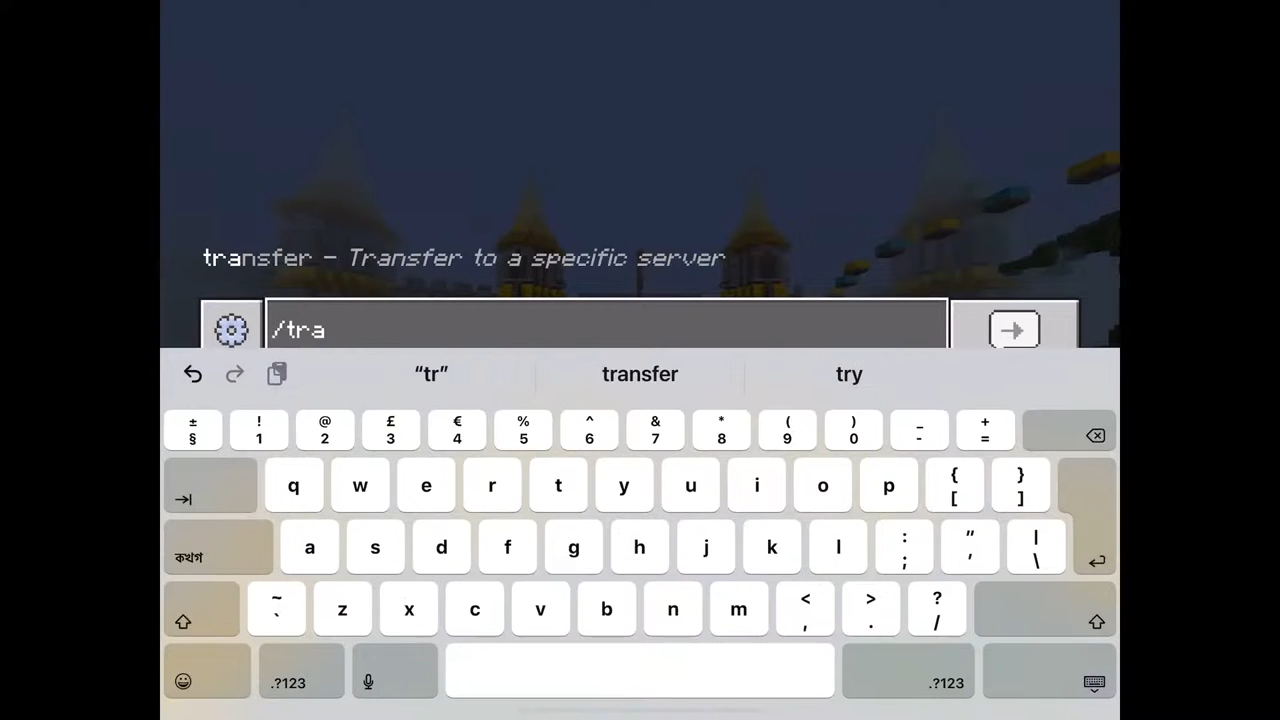 transfer - Transfer to a specific server
/tra
“tr” transfer try
± ! @ £ € % ^ & * ( ) _ +
§ 1 2 3 4 5 6 7 8 9 0 - =
q w e r t y u i o p { [ } ]
কখগ a s d f g h j k l : ; " ' | \
~ ` z x c v b n m < , > . ? /
.?123 .?123